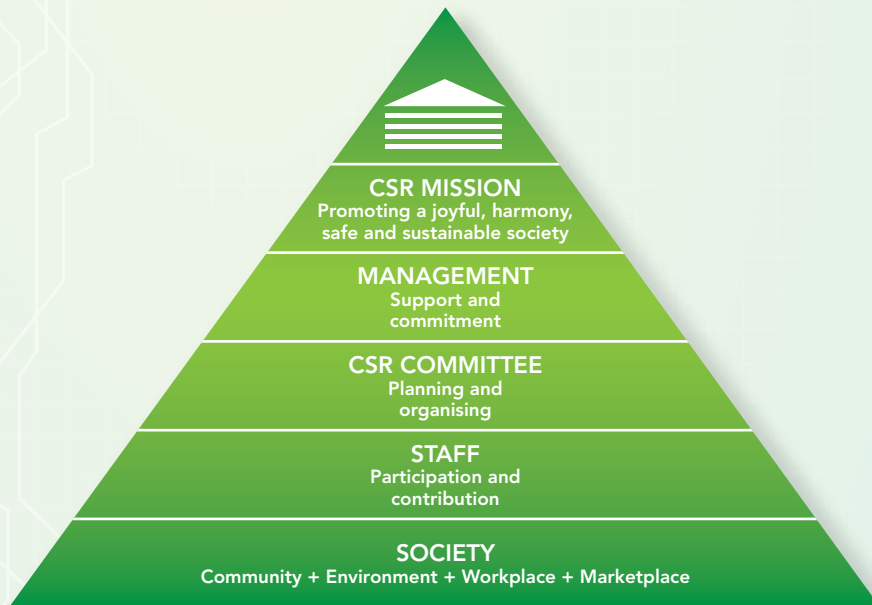 CSR MISSION
Promoting a joyful, harmony,
safe and sustainable society
MANAGEMENT
Support and
commitment
CSR COMMITTEE
Planning and
organising
STAFF
Participation and
contribution
SOCIETY
Community + Environment + Workplace + Marketplace